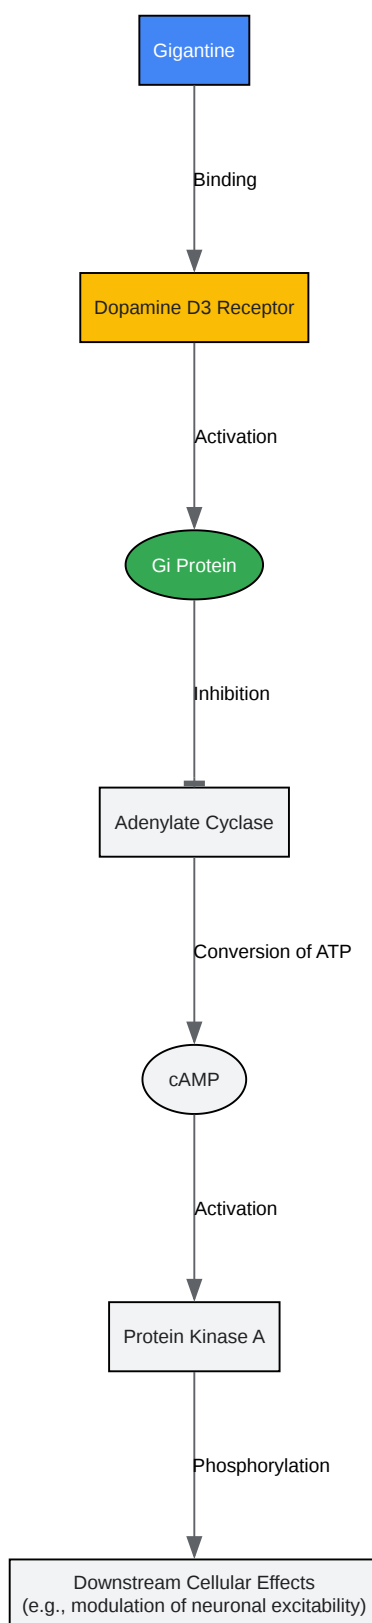 Gigantine
Binding
Dopamine D3 Receptor
Activation
Gi Protein
Inhibition
Adenylate Cyclase
Conversion of ATP
cAMP
Activation
Protein Kinase A
Phosphorylation
Downstream Cellular Effects
(e.g., modulation of neuronal excitability)